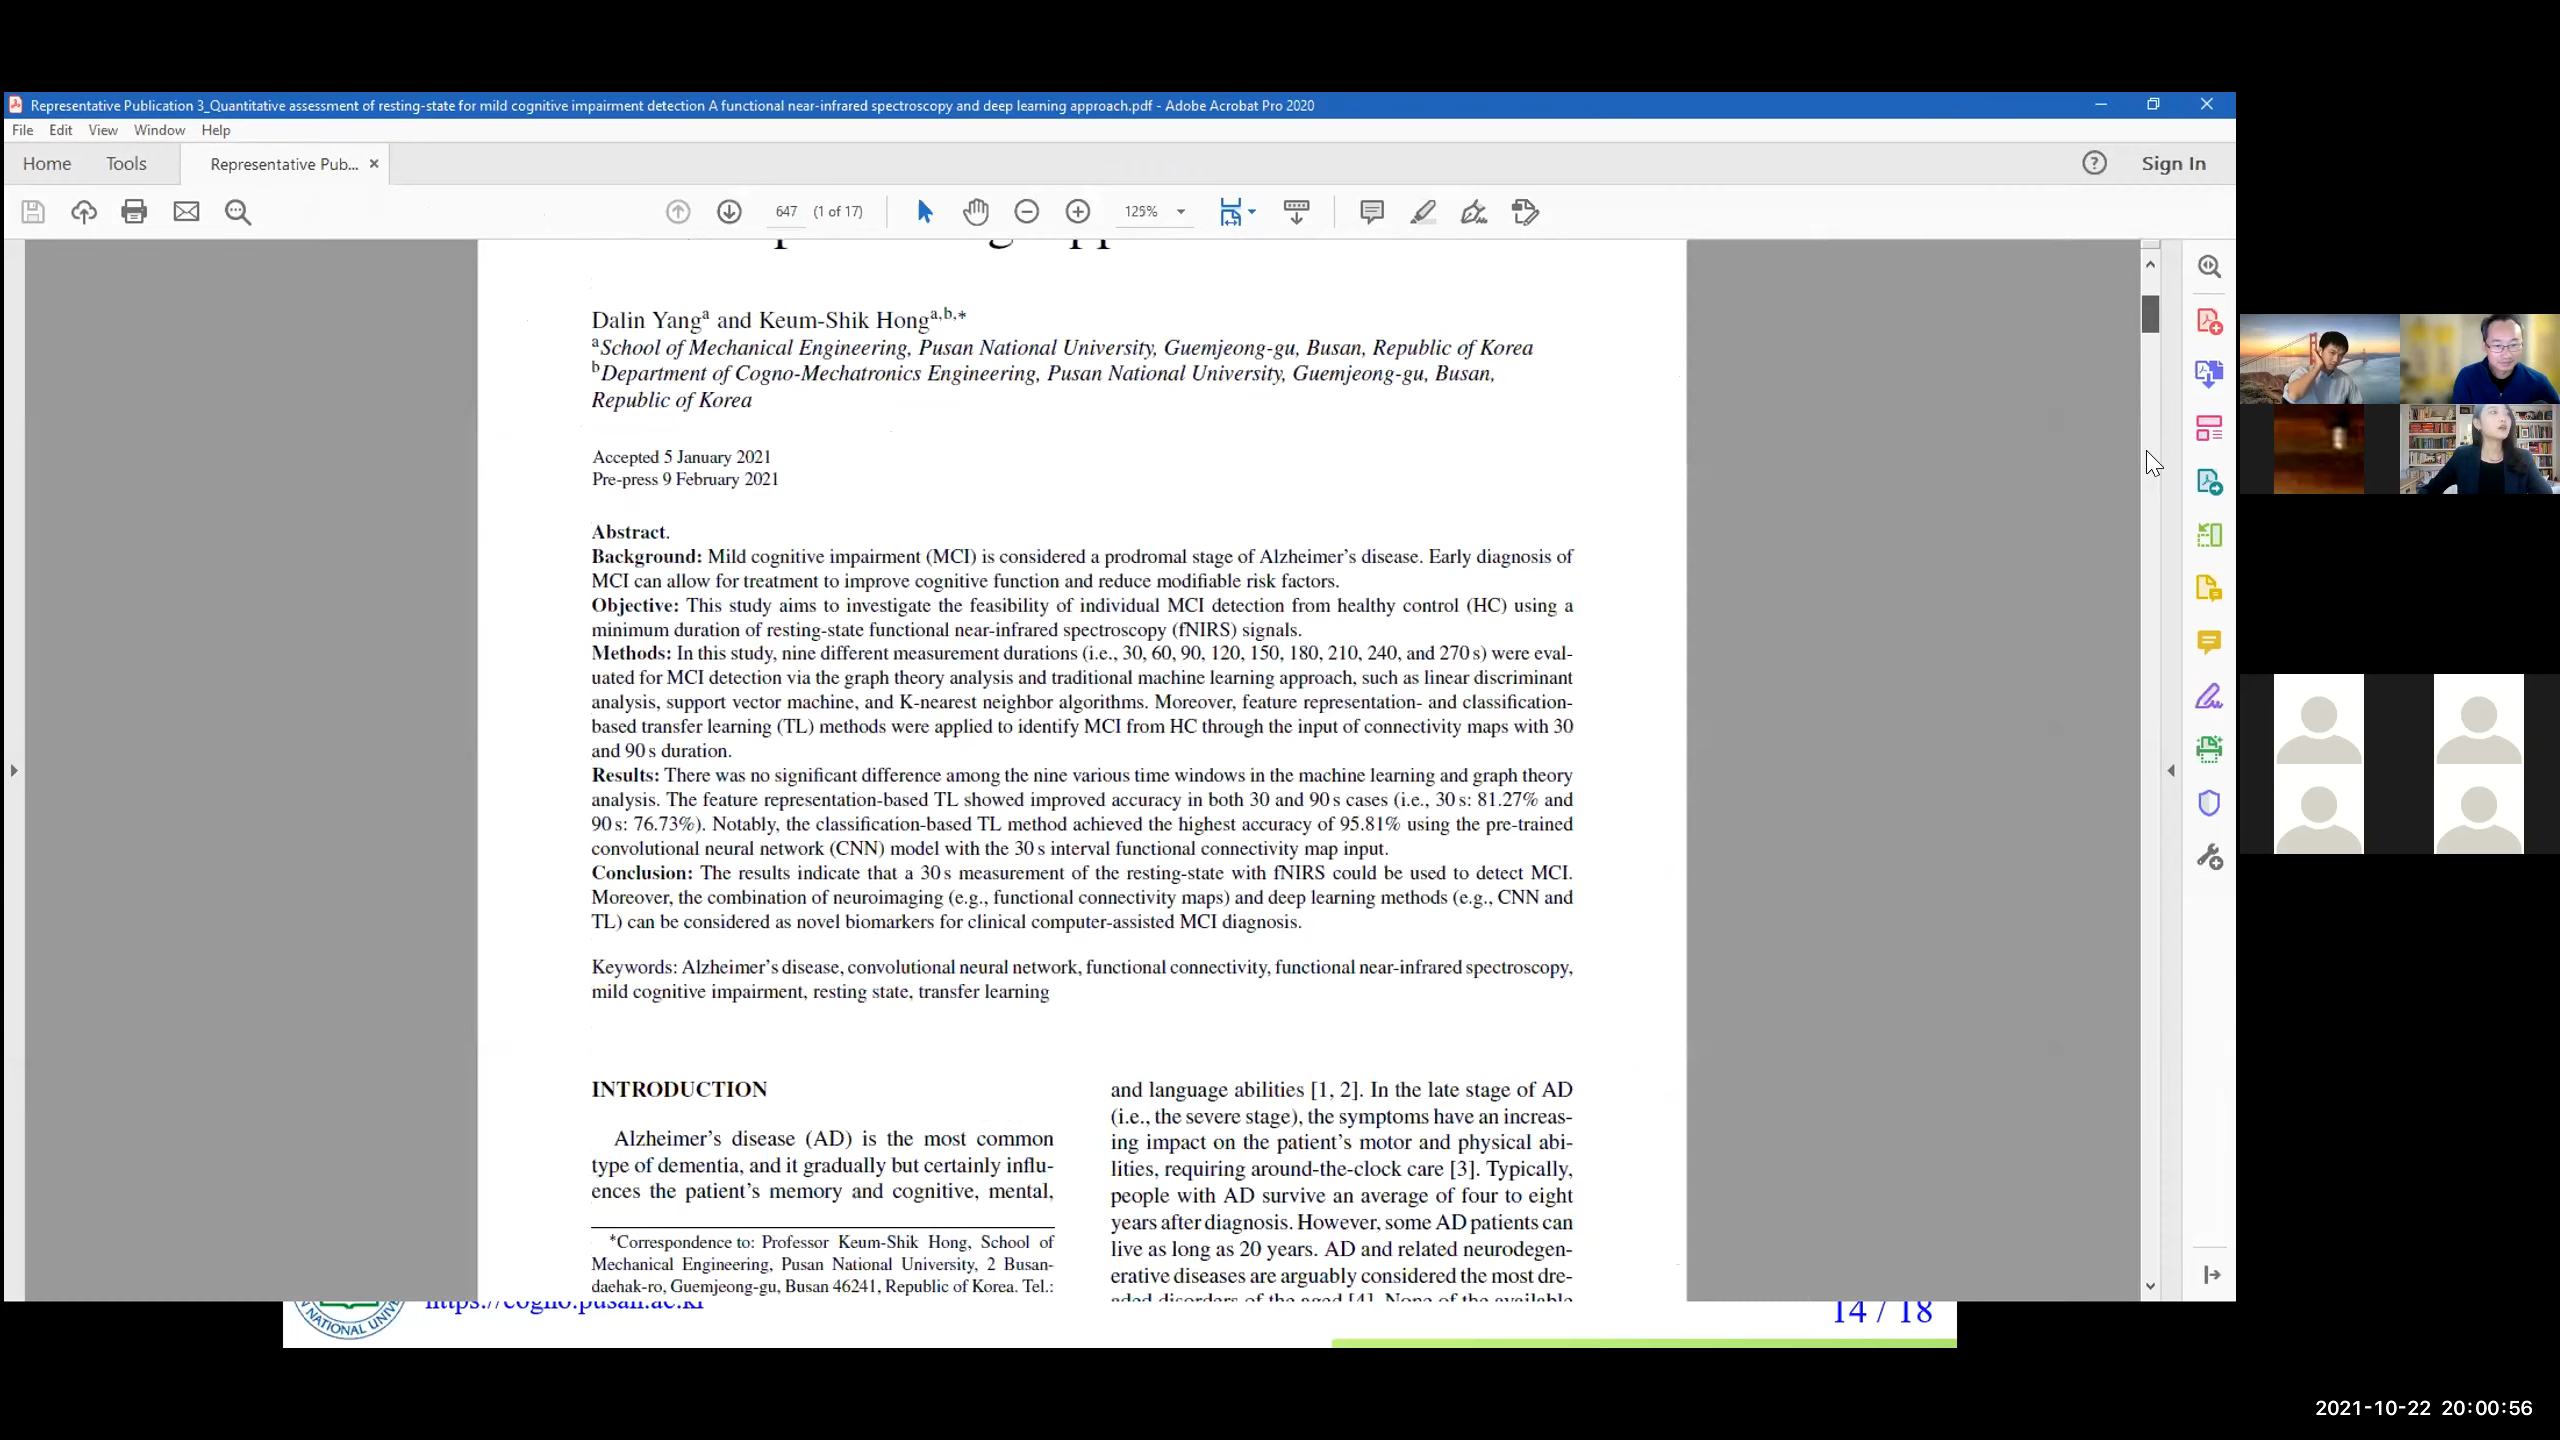 Representative Publication 3_Quantitative assessment of resting-state for mild cognitive impairment detection A functional near-infrared spectroscopy and deep learning approach.pdf - Adobe Acrobat Pro 2020
File Edit View Window Help
Home Tools Representative Pub... Sign In
647 (1 of 17) 125%
Dalin Yangᵃ and Keum-Shik Hongᵃ,ᵇ,*
ᵃSchool of Mechanical Engineering, Pusan National University, Guemjeong-gu, Busan, Republic of Korea
ᵇDepartment of Cogno-Mechatronics Engineering, Pusan National University, Guemjeong-gu, Busan,
Republic of Korea
Accepted 5 January 2021
Pre-press 9 February 2021
Abstract.
Background: Mild cognitive impairment (MCI) is considered a prodromal stage of Alzheimer's disease. Early diagnosis of
MCI can allow for treatment to improve cognitive function and reduce modifiable risk factors.
Objective: This study aims to investigate the feasibility of individual MCI detection from healthy control (HC) using a
minimum duration of resting-state functional near-infrared spectroscopy (fNIRS) signals.
Methods: In this study, nine different measurement durations (i.e., 30, 60, 90, 120, 150, 180, 210, 240, and 270 s) were eval-
uated for MCI detection via the graph theory analysis and traditional machine learning approach, such as linear discriminant
analysis, support vector machine, and K-nearest neighbor algorithms. Moreover, feature representation- and classification-
based transfer learning (TL) methods were applied to identify MCI from HC through the input of connectivity maps with 30
and 90 s duration.
Results: There was no significant difference among the nine various time windows in the machine learning and graph theory
analysis. The feature representation-based TL showed improved accuracy in both 30 and 90 s cases (i.e., 30 s: 81.27% and
90 s: 76.73%). Notably, the classification-based TL method achieved the highest accuracy of 95.81% using the pre-trained
convolutional neural network (CNN) model with the 30 s interval functional connectivity map input.
Conclusion: The results indicate that a 30 s measurement of the resting-state with fNIRS could be used to detect MCI.
Moreover, the combination of neuroimaging (e.g., functional connectivity maps) and deep learning methods (e.g., CNN and
TL) can be considered as novel biomarkers for clinical computer-assisted MCI diagnosis.
Keywords: Alzheimer's disease, convolutional neural network, functional connectivity, functional near-infrared spectroscopy,
mild cognitive impairment, resting state, transfer learning
INTRODUCTION
Alzheimer's disease (AD) is the most common
type of dementia, and it gradually but certainly influ-
ences the patient's memory and cognitive, mental,
*Correspondence to: Professor Keum-Shik Hong, School of
Mechanical Engineering, Pusan National University, 2 Busan-
daehak-ro, Guemjeong-gu, Busan 46241, Republic of Korea. Tel.:
and language abilities [1, 2]. In the late stage of AD
(i.e., the severe stage), the symptoms have an increas-
ing impact on the patient's motor and physical abi-
lities, requiring around-the-clock care [3]. Typically,
people with AD survive an average of four to eight
years after diagnosis. However, some AD patients can
live as long as 20 years. AD and related neurodegen-
erative diseases are arguably considered the most dre-
aded disorders of the aged [4]. None of the available
https://cogno.pusan.ac.kr
14 / 18
NATIONAL
2021-10-22 20:00:56